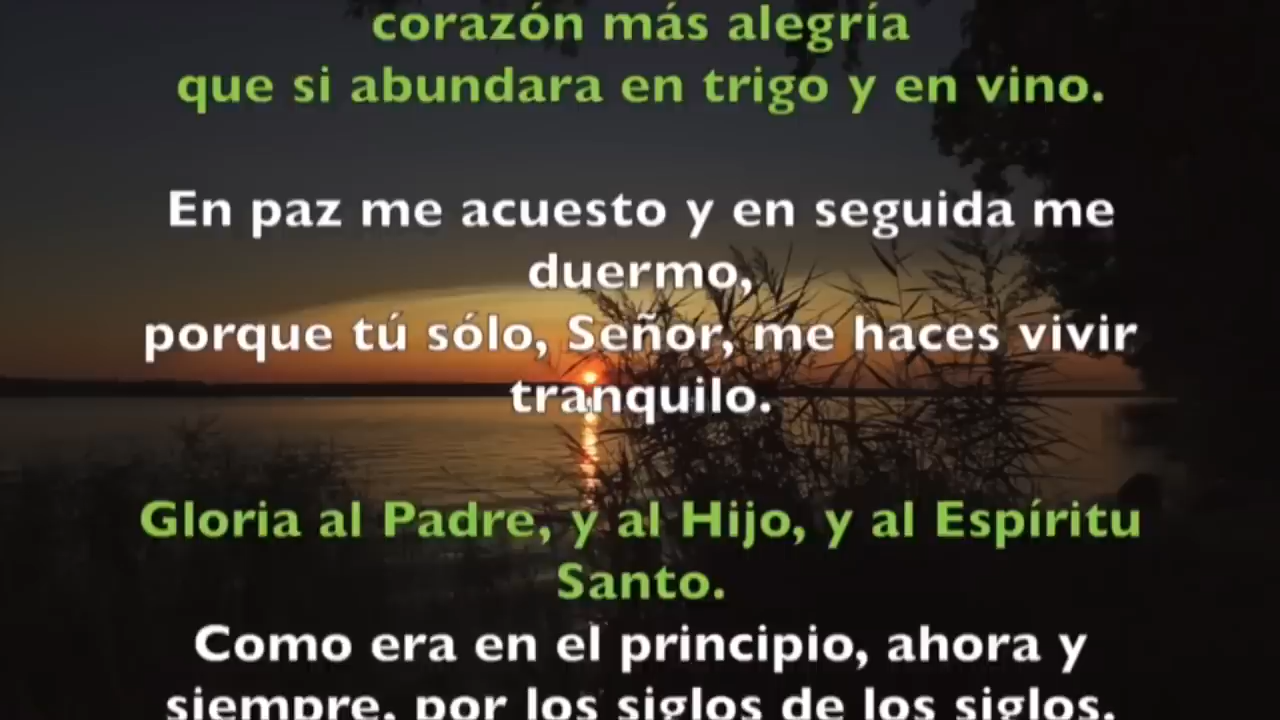 corazón más alegría
que si abundara en trigo y en vino.
En paz me acuesto y en seguida me
duermo,
porque tú sólo, Señor, me haces vivir
tranquilo.
Gloria al Padre, y al Hijo, y al Espíritu
Santo.
Como era en el principio, ahora y
siempre, por los siglos de los siglos.